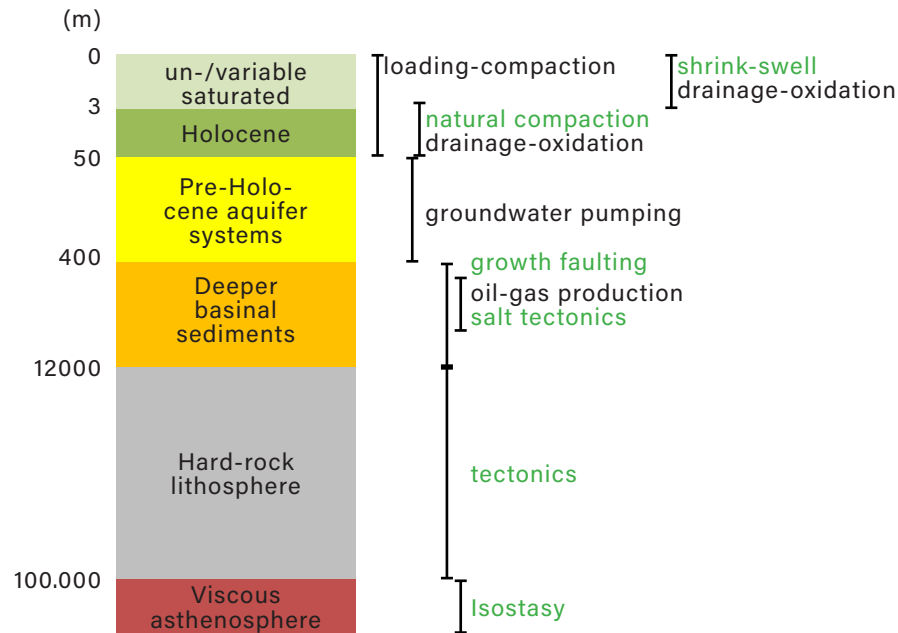 (m)
0
un-/variable
saturated
loading-compaction
shrink-swell
drainage-oxidation
3
Holocene
natural compaction
drainage-oxidation
50
Pre-Holo-
cene aquifer
systems
groundwater pumping
400
growth faulting
Deeper
basinal
sediments
oil-gas production
salt tectonics
12000
Hard-rock
lithosphere
tectonics
100.000
Viscous
asthenosphere
Isostasy